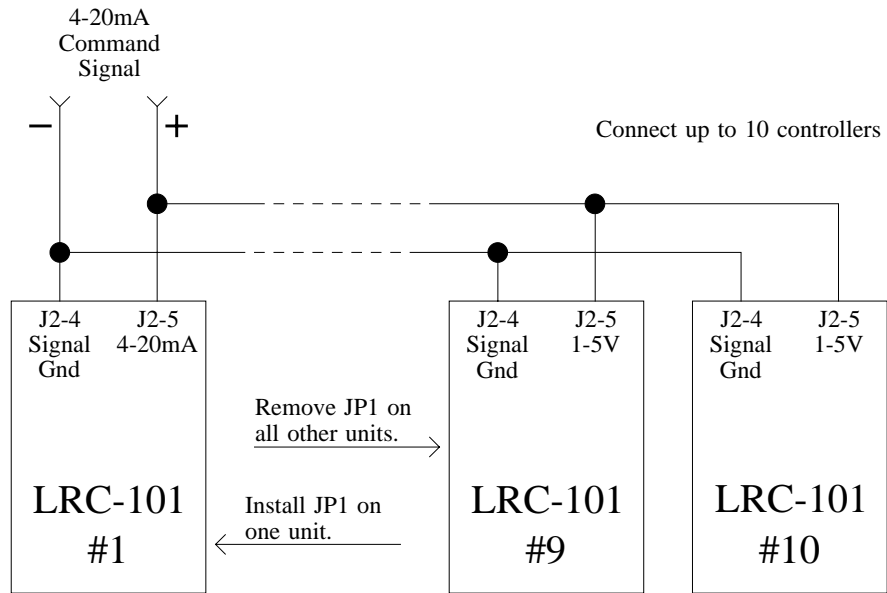 4-20mA
Command
Signal
− +
Connect up to 10 controllers
J2-4 J2-5
Signal 4-20mA
Gnd
J2-4 J2-5
Signal 1-5V
Gnd
J2-4 J2-5
Signal 1-5V
Gnd
Remove JP1 on
all other units.
Install JP1 on
one unit.
LRC-101
#1
LRC-101
#9
LRC-101
#10